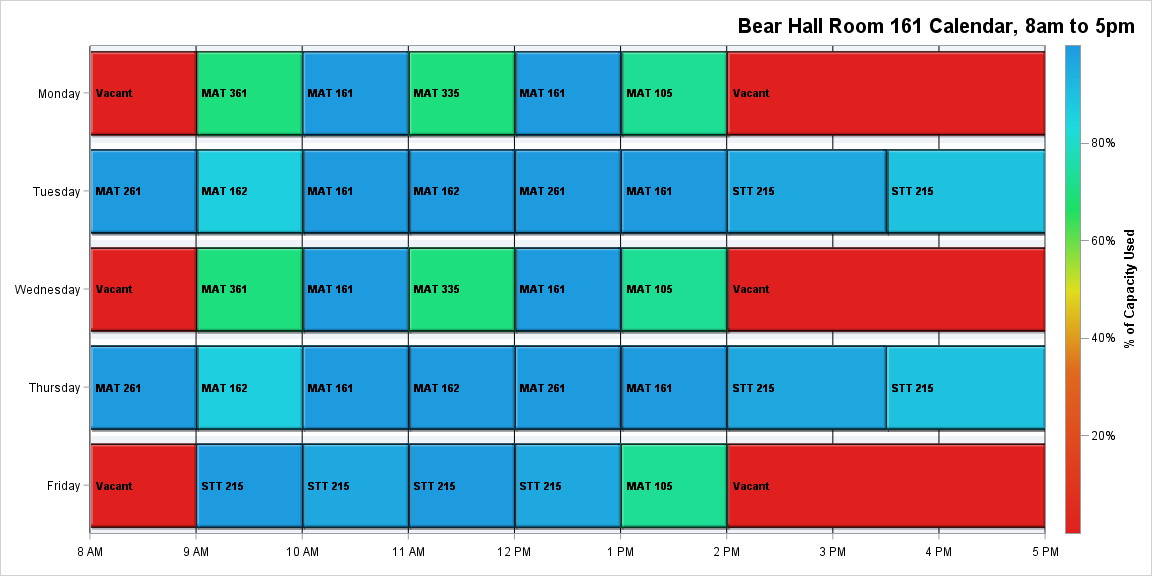 Bear Hall Room 161 Calendar, 8am to 5pm
Monday
Vacant
MAT 361
MAT 161
MAT 335
MAT 161
MAT 105
Vacant
Tuesday
MAT 261
MAT 162
MAT 161
MAT 162
MAT 261
MAT 161
STT 215
STT 215
Wednesday
Vacant
MAT 361
MAT 161
MAT 335
MAT 161
MAT 105
Vacant
Thursday
MAT 261
MAT 162
MAT 161
MAT 162
MAT 261
MAT 161
STT 215
STT 215
Friday
Vacant
STT 215
STT 215
STT 215
STT 215
MAT 105
Vacant
8 AM
9 AM
10 AM
11 AM
12 PM
1 PM
2 PM
3 PM
4 PM
5 PM
80%
60%
40%
20%
% of Capacity Used